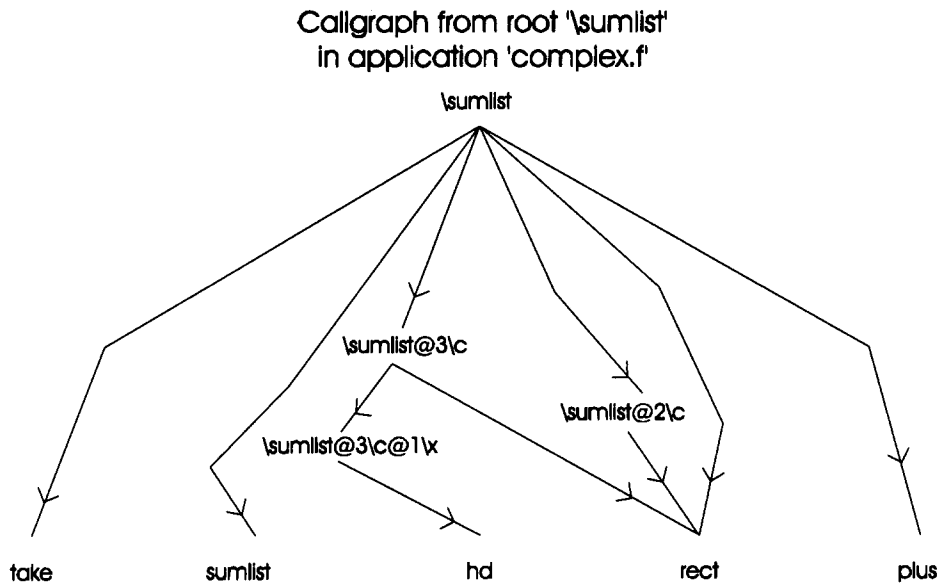 Callgraph from root '\sumlist'
in application 'complex.f'
\sumlist
\sumlist@3\c
\sumlist@2\c
\sumlist@3\c@1\x
take sumlist hd rect plus